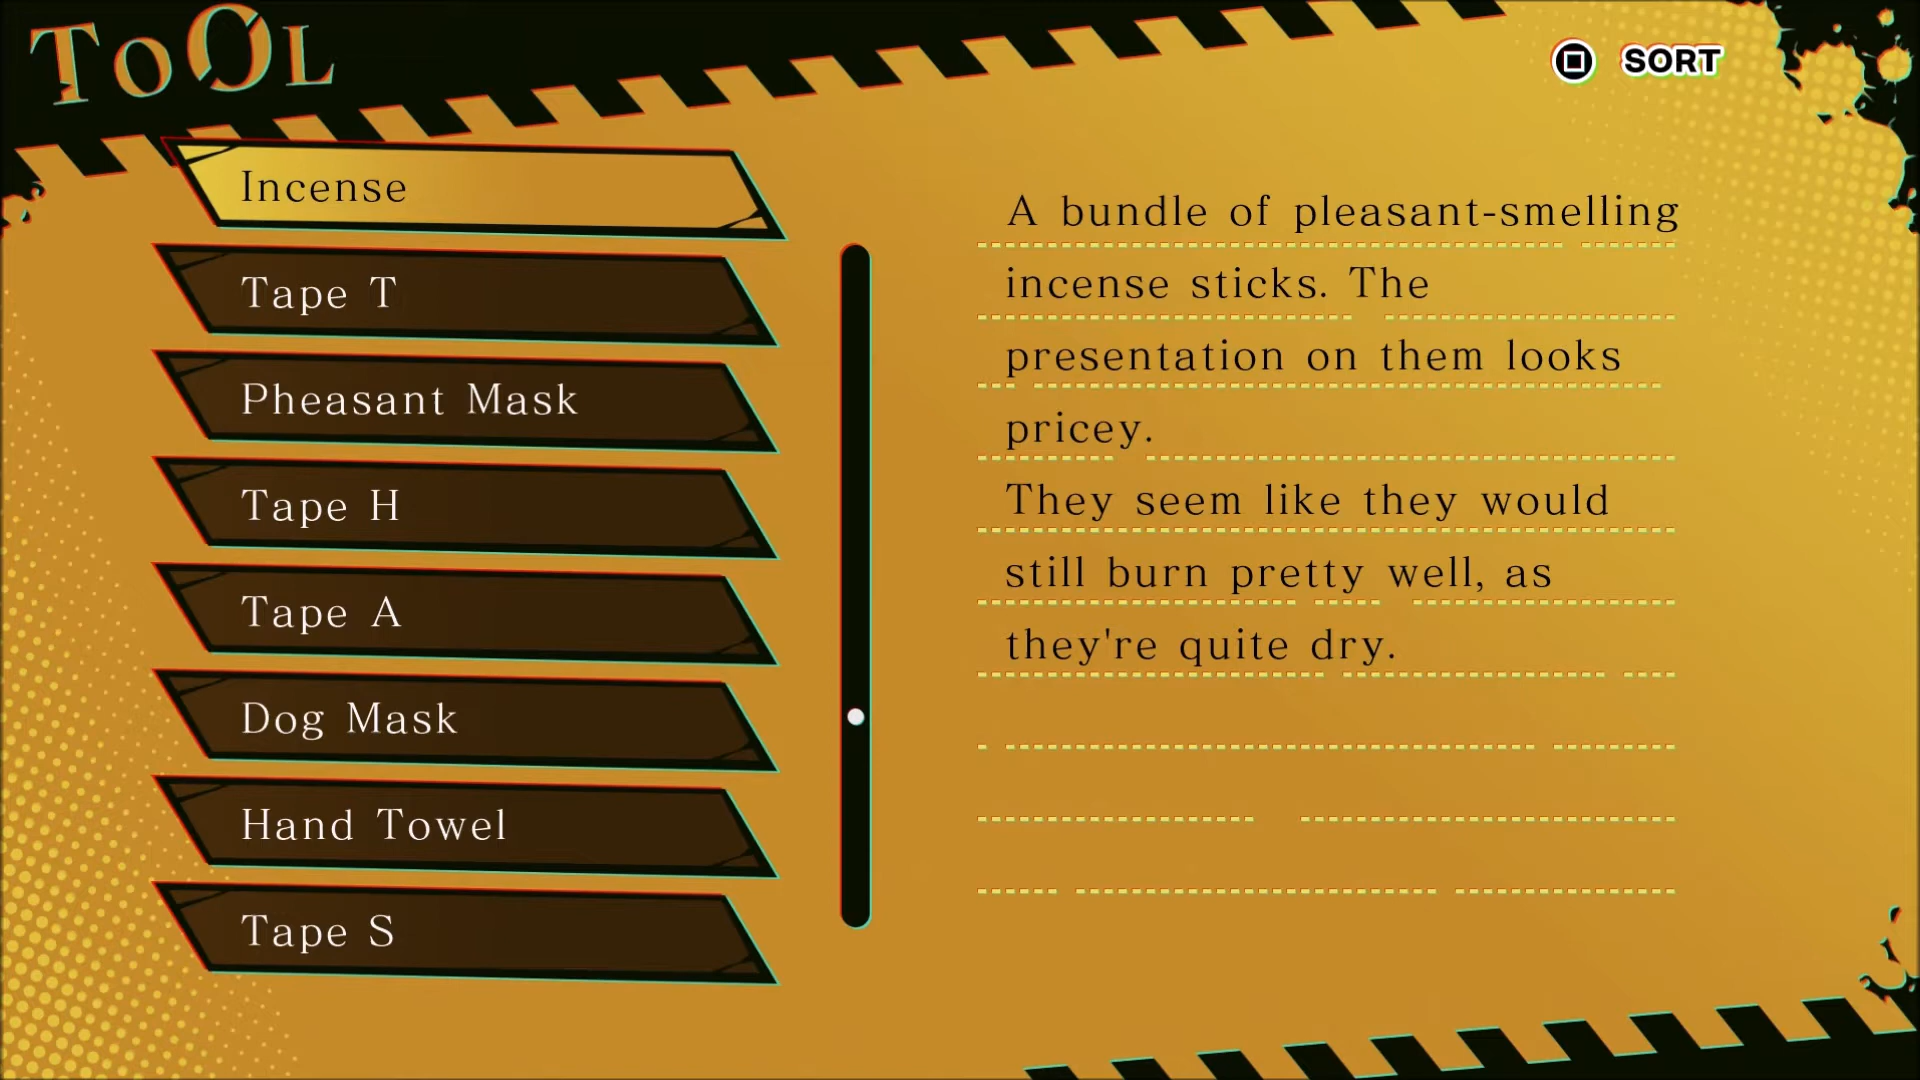 TOOL
SORT
Incense
Tape T
Pheasant Mask
Tape H
Tape A
Dog Mask
Hand Towel
Tape S
A bundle of pleasant-smelling
incense sticks. The
presentation on them looks
pricey.
They seem like they would
still burn pretty well, as
they're quite dry.